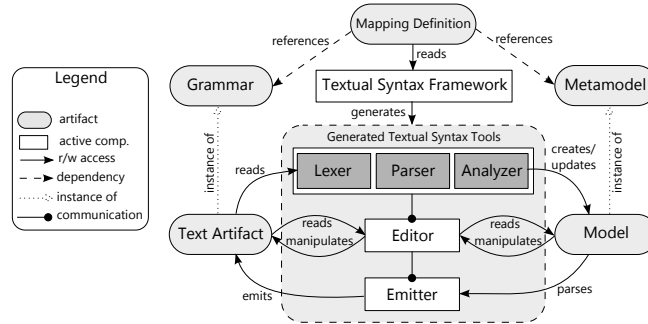 Mapping Definition
references
reads
references
Legend
Grammar
Textual Syntax Framework
Metamodel
artifact
generates
active comp.
Generated Textual Syntax Tools
r/w access
instance of
reads
Lexer
Parser
Analyzer
creates/
updates
instance of
dependency
instance of
communication
Text Artifact
reads
manipulates
Editor
reads
manipulates
Model
emits
Emitter
parses